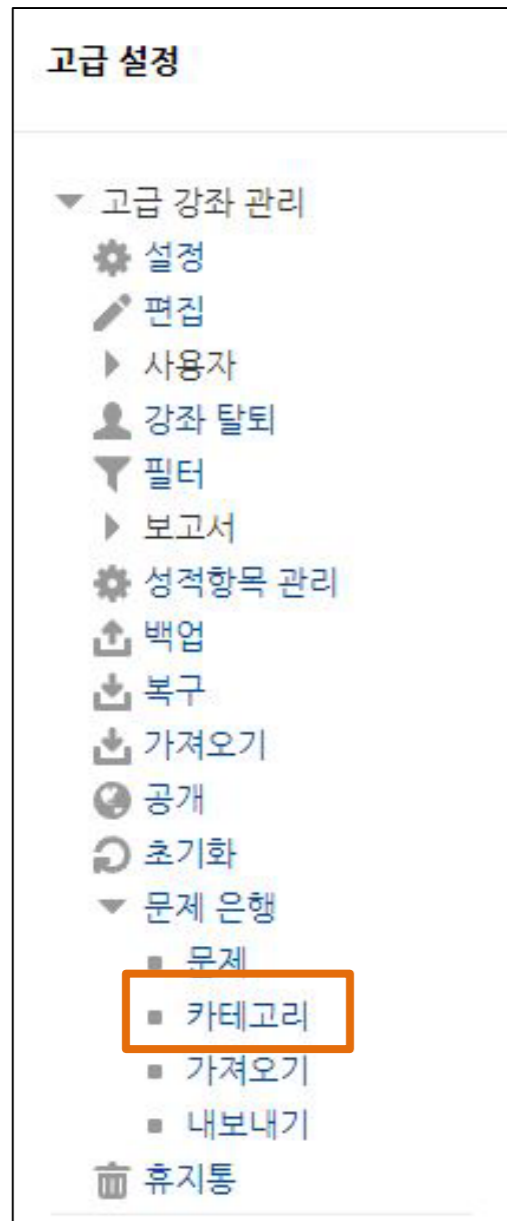 고급 설정
고급 강좌 관리
설정
편집
사용자
강좌 탈퇴
필터
보고서
성적항목 관리
백업
복구
가져오기
공개
초기화
문제 은행
문제
카테고리
가져오기
내보내기
휴지통